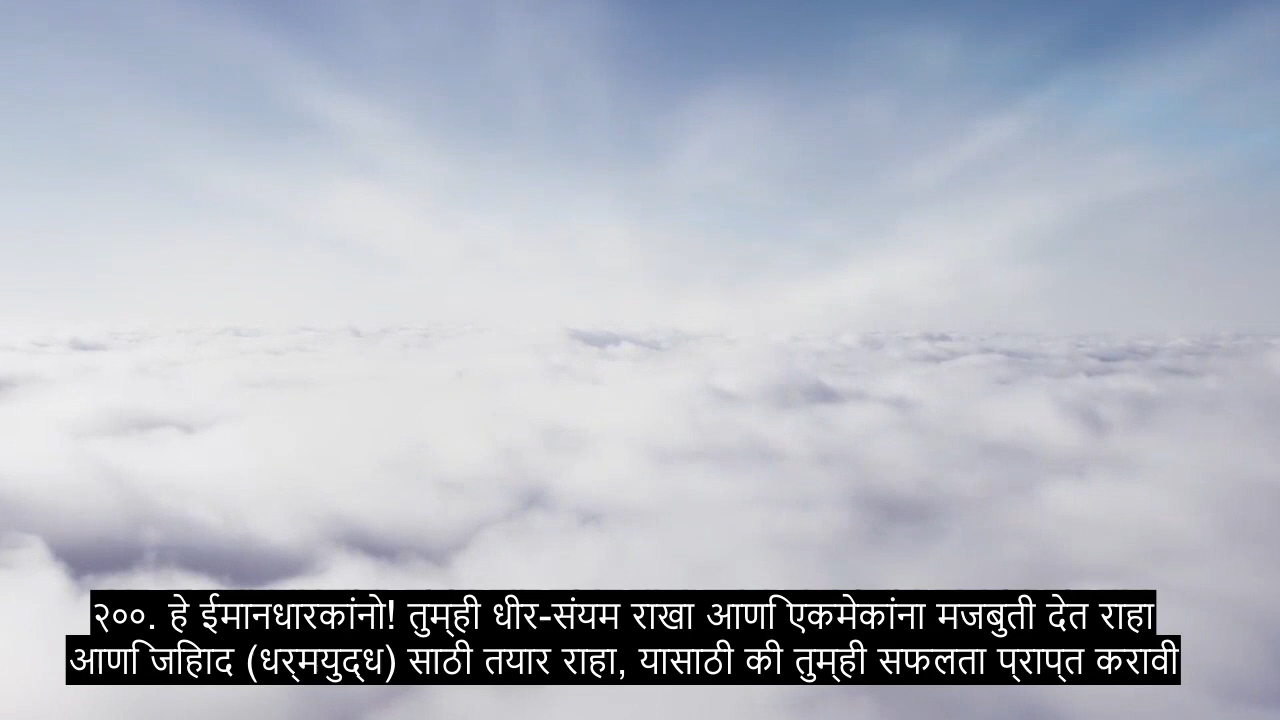 २००. हे ईमानधारकांनो! तुम्ही धीर-संयम राखा आणि एकमेकांना मजबुती देत राहा
आणि जिहाद (धर्मयुद्ध) साठी तयार राहा, यासाठी की तुम्ही सफलता प्राप्त करावी